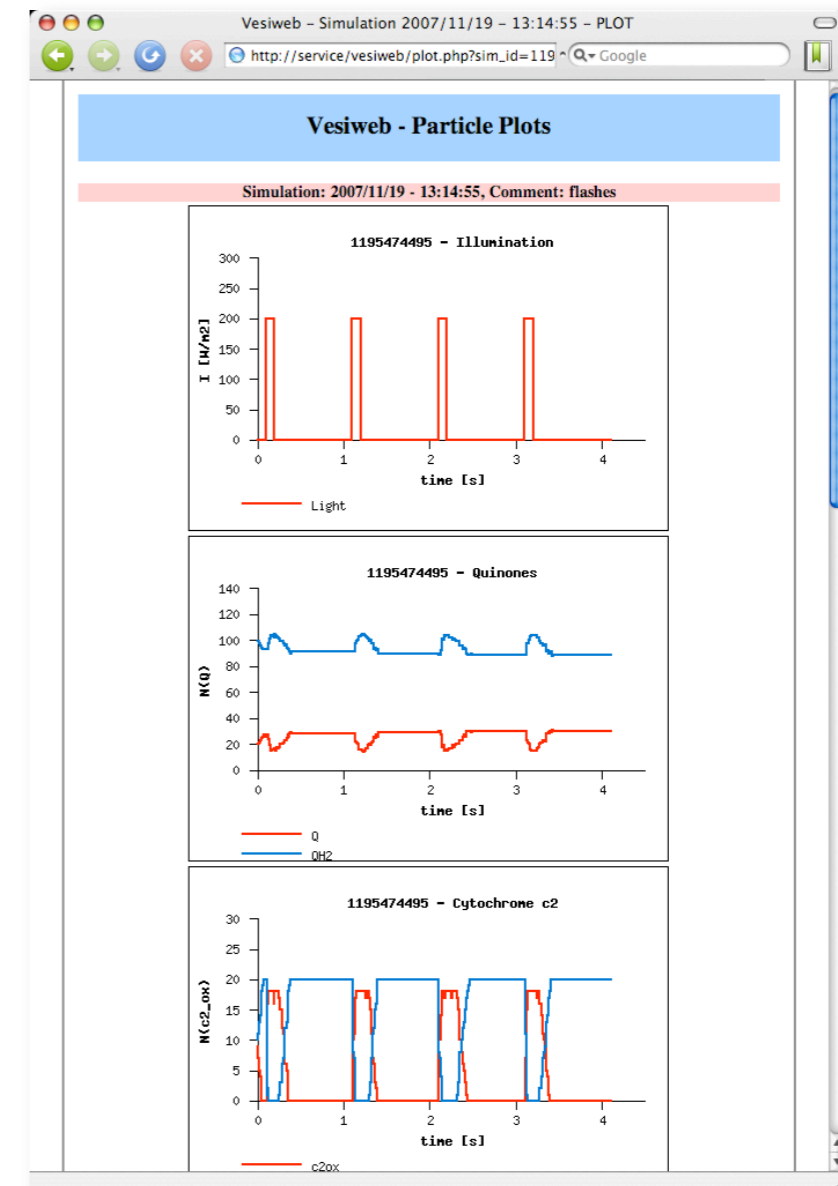 Vesiweb – Simulation 2007/11/19 – 13:14:55 – PLOT
http://service/vesiweb/plot.php?sim_id=119
Google
Vesiweb - Particle Plots
Simulation: 2007/11/19 - 13:14:55, Comment: flashes
1195474495 - Illumination
300
250
200
150
100
50
0
I [W/m2]
0 1 2 3 4
time [s]
Light
1195474495 - Quinones
140
120
100
80
60
40
20
0
N(Q)
0 1 2 3 4
time [s]
Q
QH2
1195474495 - Cytochrome c2
30
25
20
15
10
5
0
N(c2_ox)
0 1 2 3 4
time [s]
c2ox